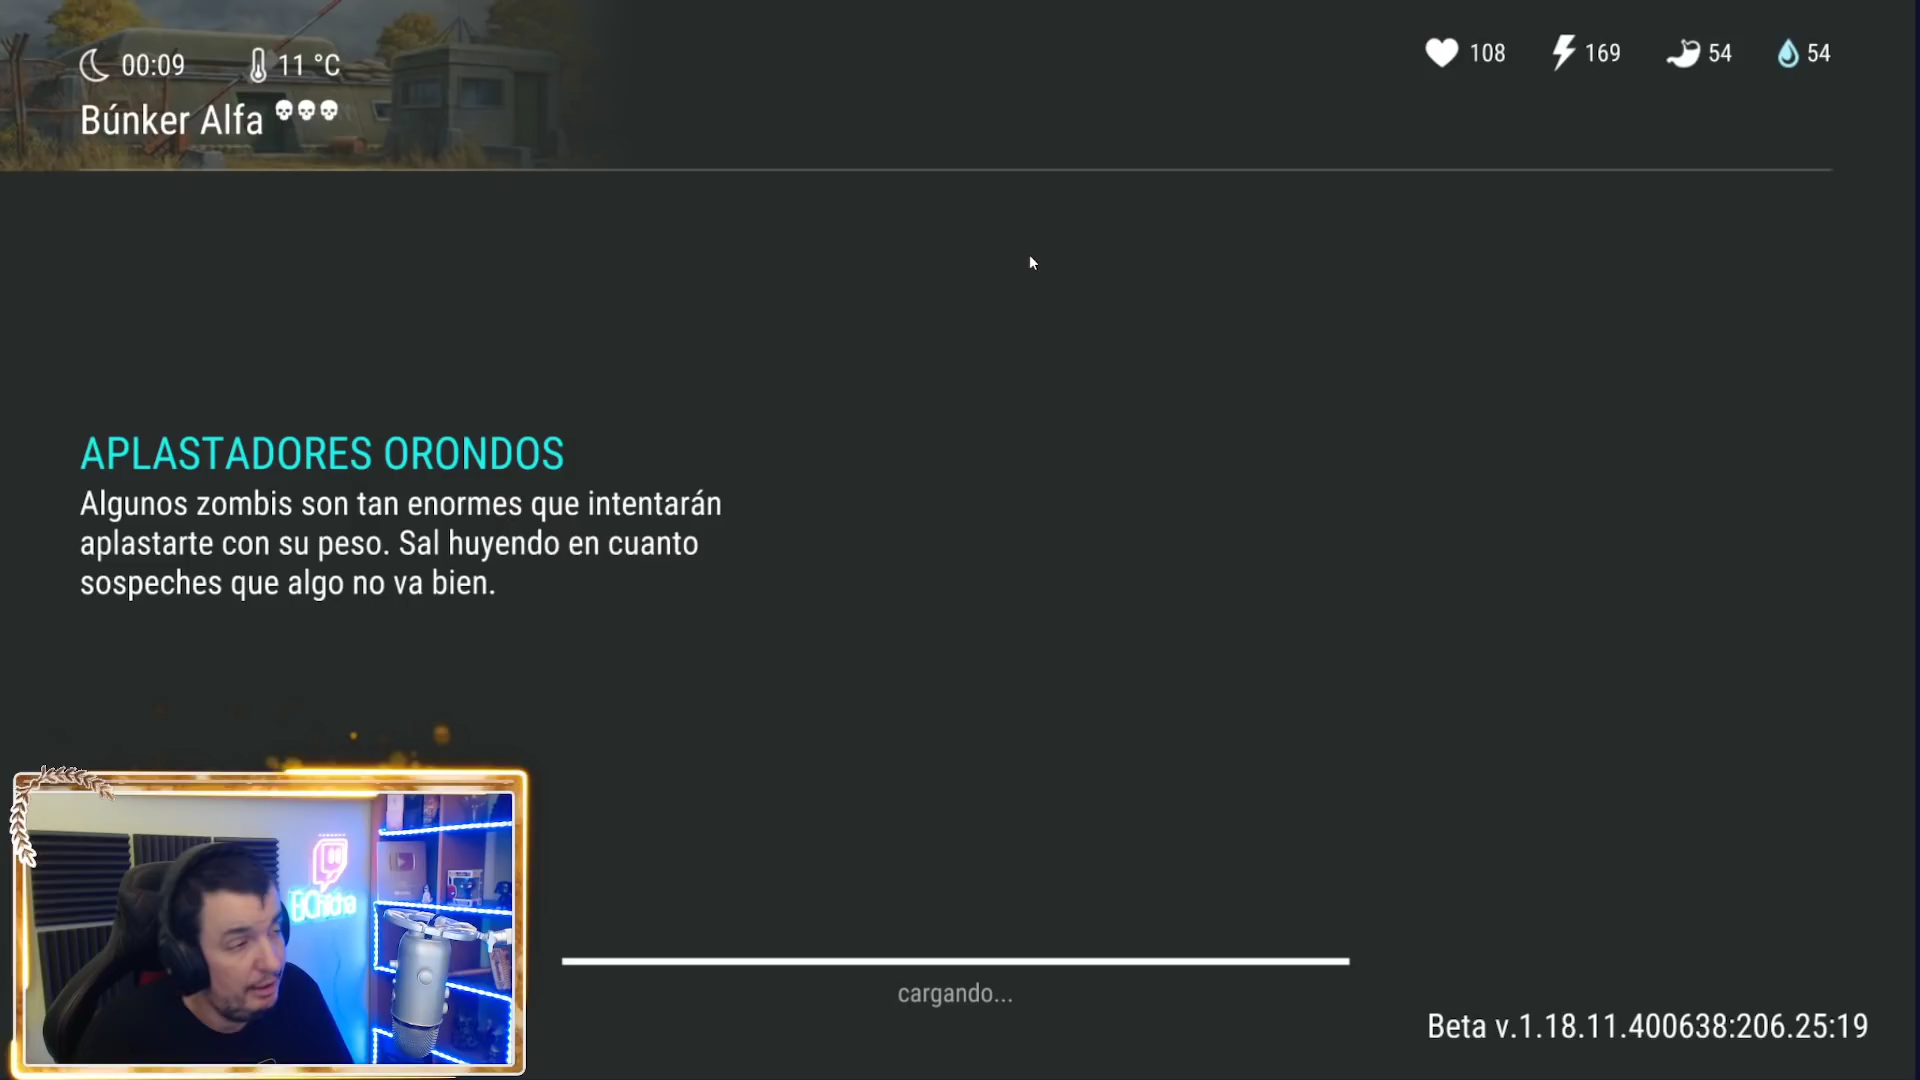 00:09
11 °C
108
169
54
54
Búnker Alfa
APLASTADORES ORONDOS
Algunos zombis son tan enormes que intentarán
aplastarte con su peso. Sal huyendo en cuanto
sospeches que algo no va bien.
ElChicha
cargando...
Beta v.1.18.11.400638:206.25:19